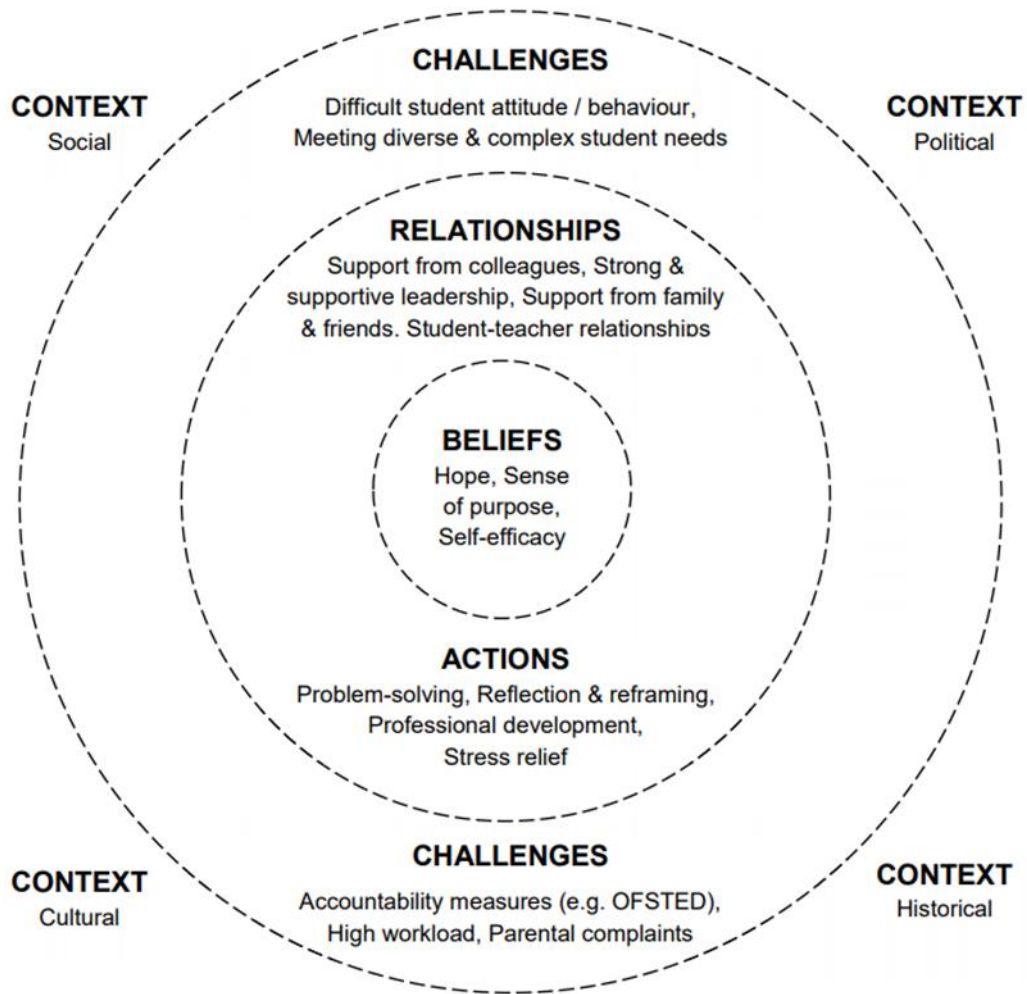 CHALLENGES
Difficult student attitude / behaviour,
Meeting diverse & complex student needs
CONTEXT
Social
CONTEXT
Political
RELATIONSHIPS
Support from colleagues, Strong &
supportive leadership, Support from family
& friends. Student-teacher relationships
BELIEFS
Hope, Sense
of purpose,
Self-efficacy
ACTIONS
Problem-solving, Reflection & reframing,
Professional development,
Stress relief
CHALLENGES
Accountability measures (e.g. OFSTED),
High workload, Parental complaints
CONTEXT
Cultural
CONTEXT
Historical